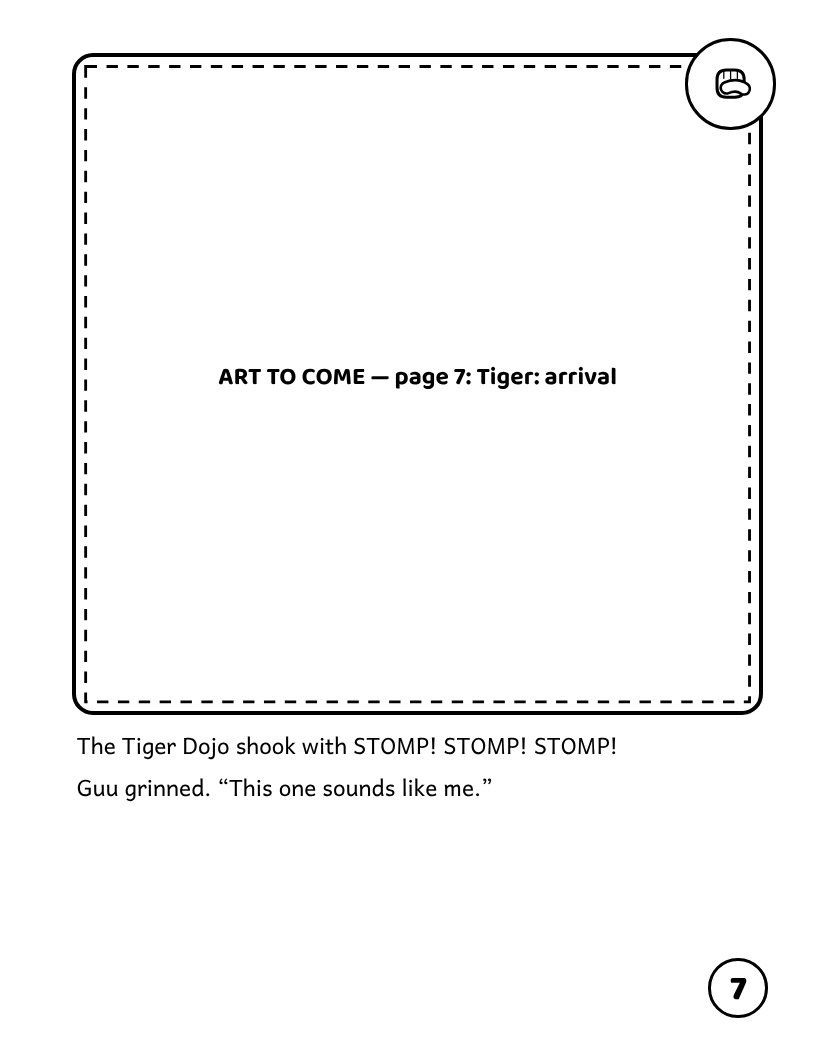 ART TO COME — page 7: Tiger: arrival
The Tiger Dojo shook with STOMP! STOMP! STOMP!
Guu grinned. “This one sounds like me.”
7